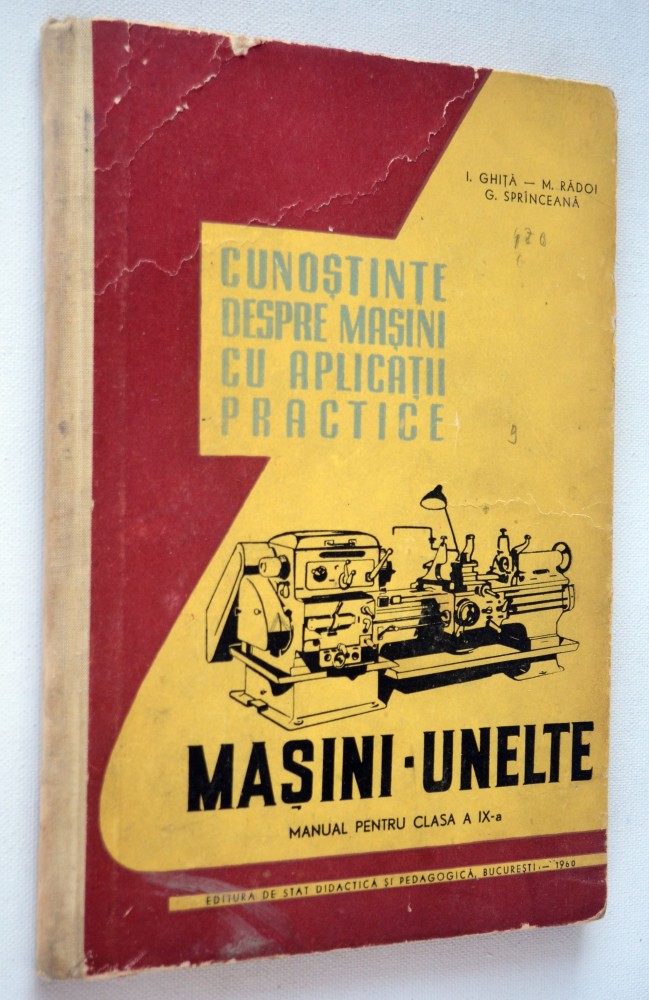 I. GHIȚĂ — M. RĂDOI
G. SPRÎNCEANĂ
CUNOȘTINȚE
DESPRE MAȘINI
CU APLICAȚII
PRACTICE
MAȘINI-UNELTE
MANUAL PENTRU CLASA A IX-a
EDITURA DE STAT DIDACTICĂ ȘI PEDAGOGICĂ, BUCUREȘTI — 1960